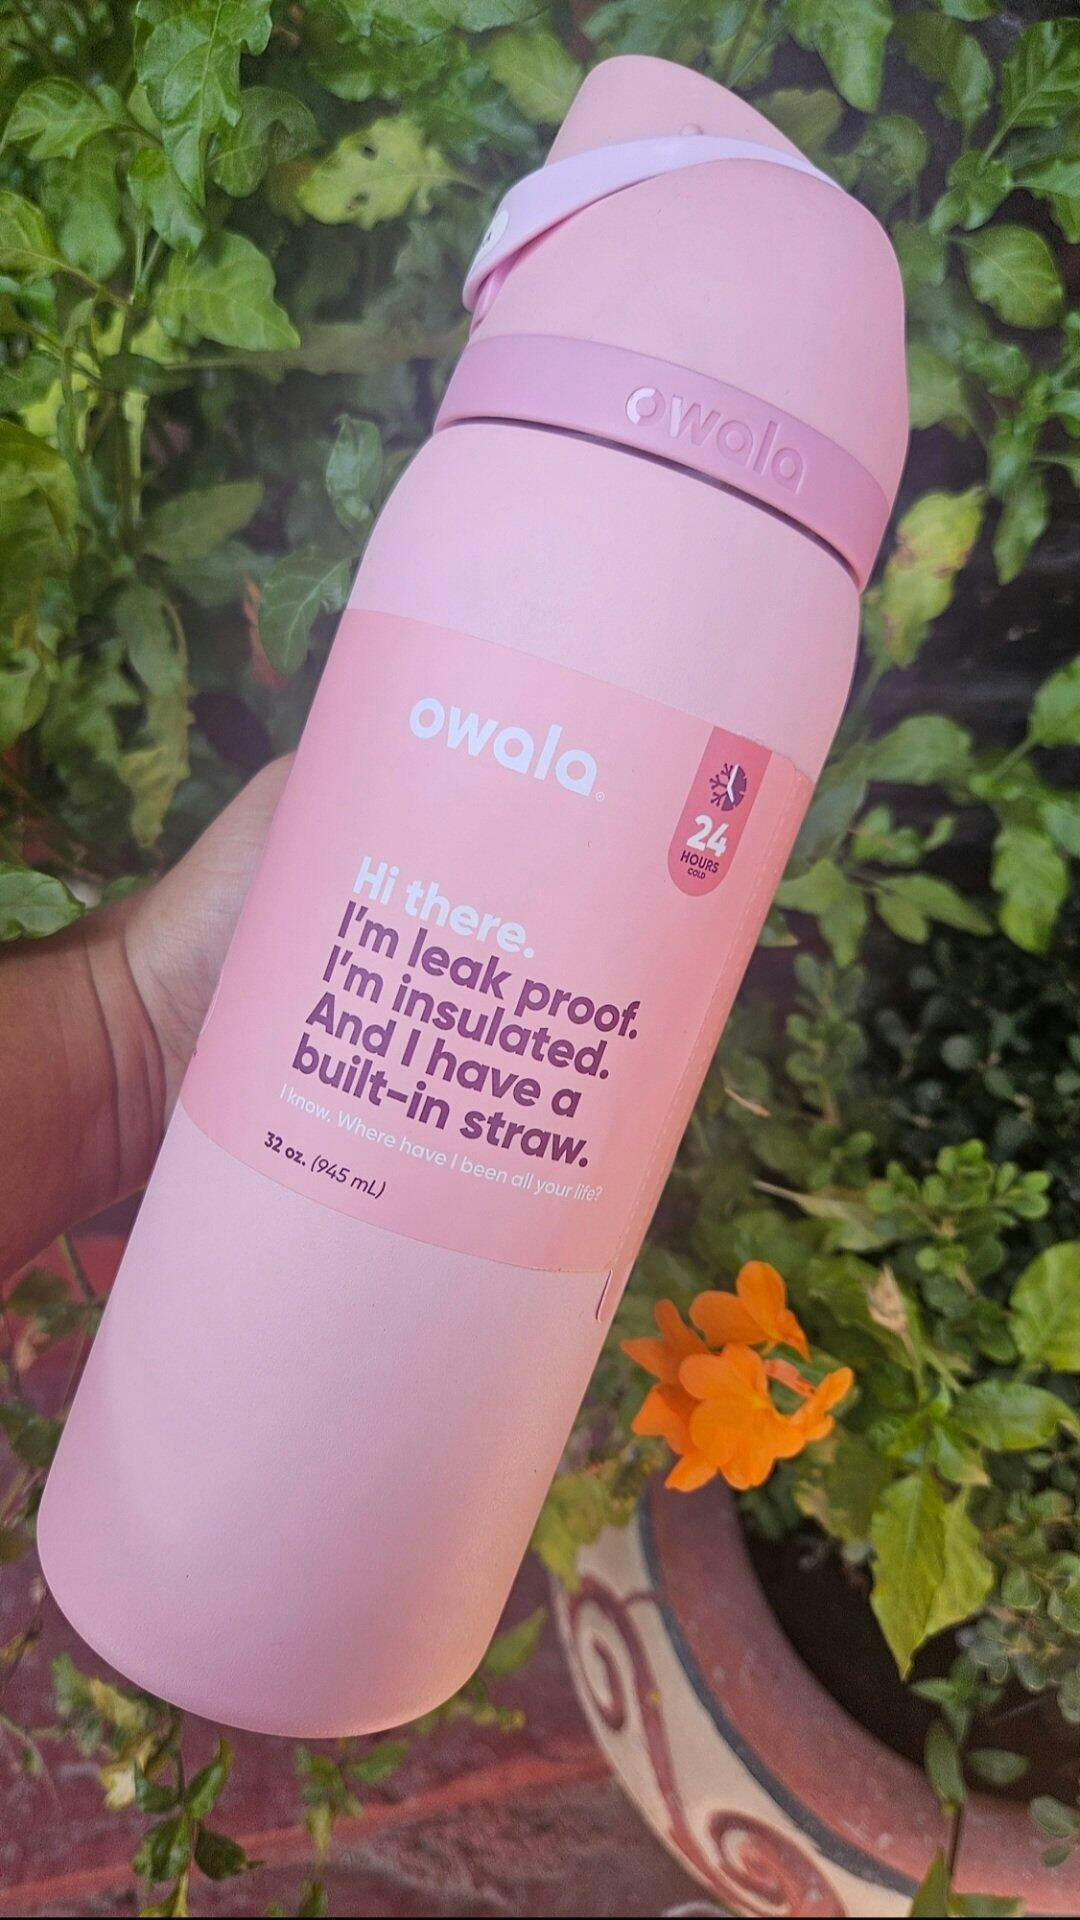 owala
owala®
24
HOURS
COLD
Hi there.
I'm leak proof.
I'm insulated.
And I have a
built-in straw.
I know. Where have I been all your life?
32 oz. (945 mL)